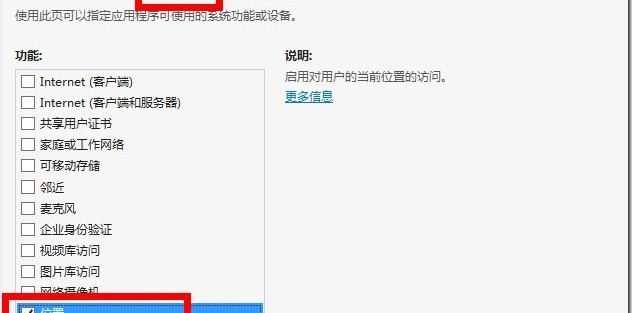 使用此页可以指定应用程序可使用的系统功能或设备。
功能:
说明:
Internet (客户端)
启用对用户的当前位置的访问。
Internet (客户端和服务器)
更多信息
共享用户证书
家庭或工作网络
可移动存储
邻近
麦克风
企业身份验证
视频库访问
图片库访问
网络摄像机
位置